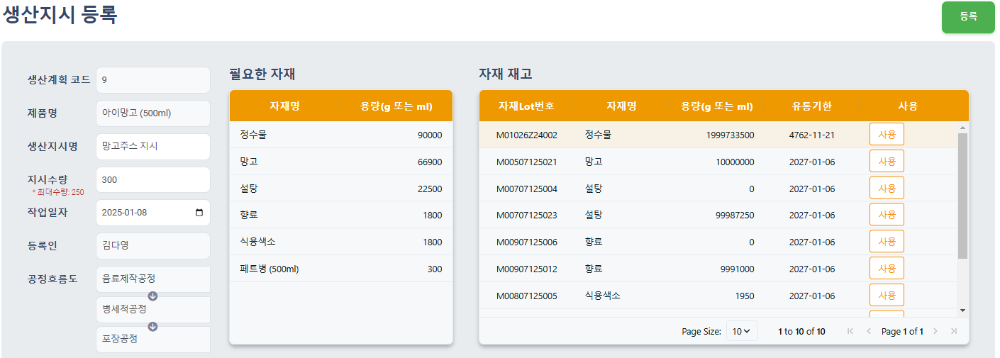 생산지시 등록
등록
생산계획 코드 9
제품명 아이망고 (500ml)
생산지시명 망고주스 지시
지시수량 300
* 최대수량: 250
작업일자 2025-01-08
등록인 김다영
공정흐름도 음료제작공정
병세척공정
포장공정
필요한 자재
자재명 용량(g 또는 ml)
정수물 90000
망고 66900
설탕 22500
향료 1800
식용색소 1800
페트병 (500ml) 300
자재 재고
자재Lot번호 자재명 용량(g 또는 ml) 유통기한 사용
M01026Z24002 정수물 1999733500 4762-11-21 사용
M00507125021 망고 10000000 2027-01-06 사용
M00707125004 설탕 0 2027-01-06 사용
M00707125023 설탕 99987250 2027-01-06 사용
M00907125006 향료 0 2027-01-06 사용
M00907125012 향료 9991000 2027-01-06 사용
M00807125005 식용색소 1950 2027-01-06 사용
Page Size: 10 1 to 10 of 10 Page 1 of 1